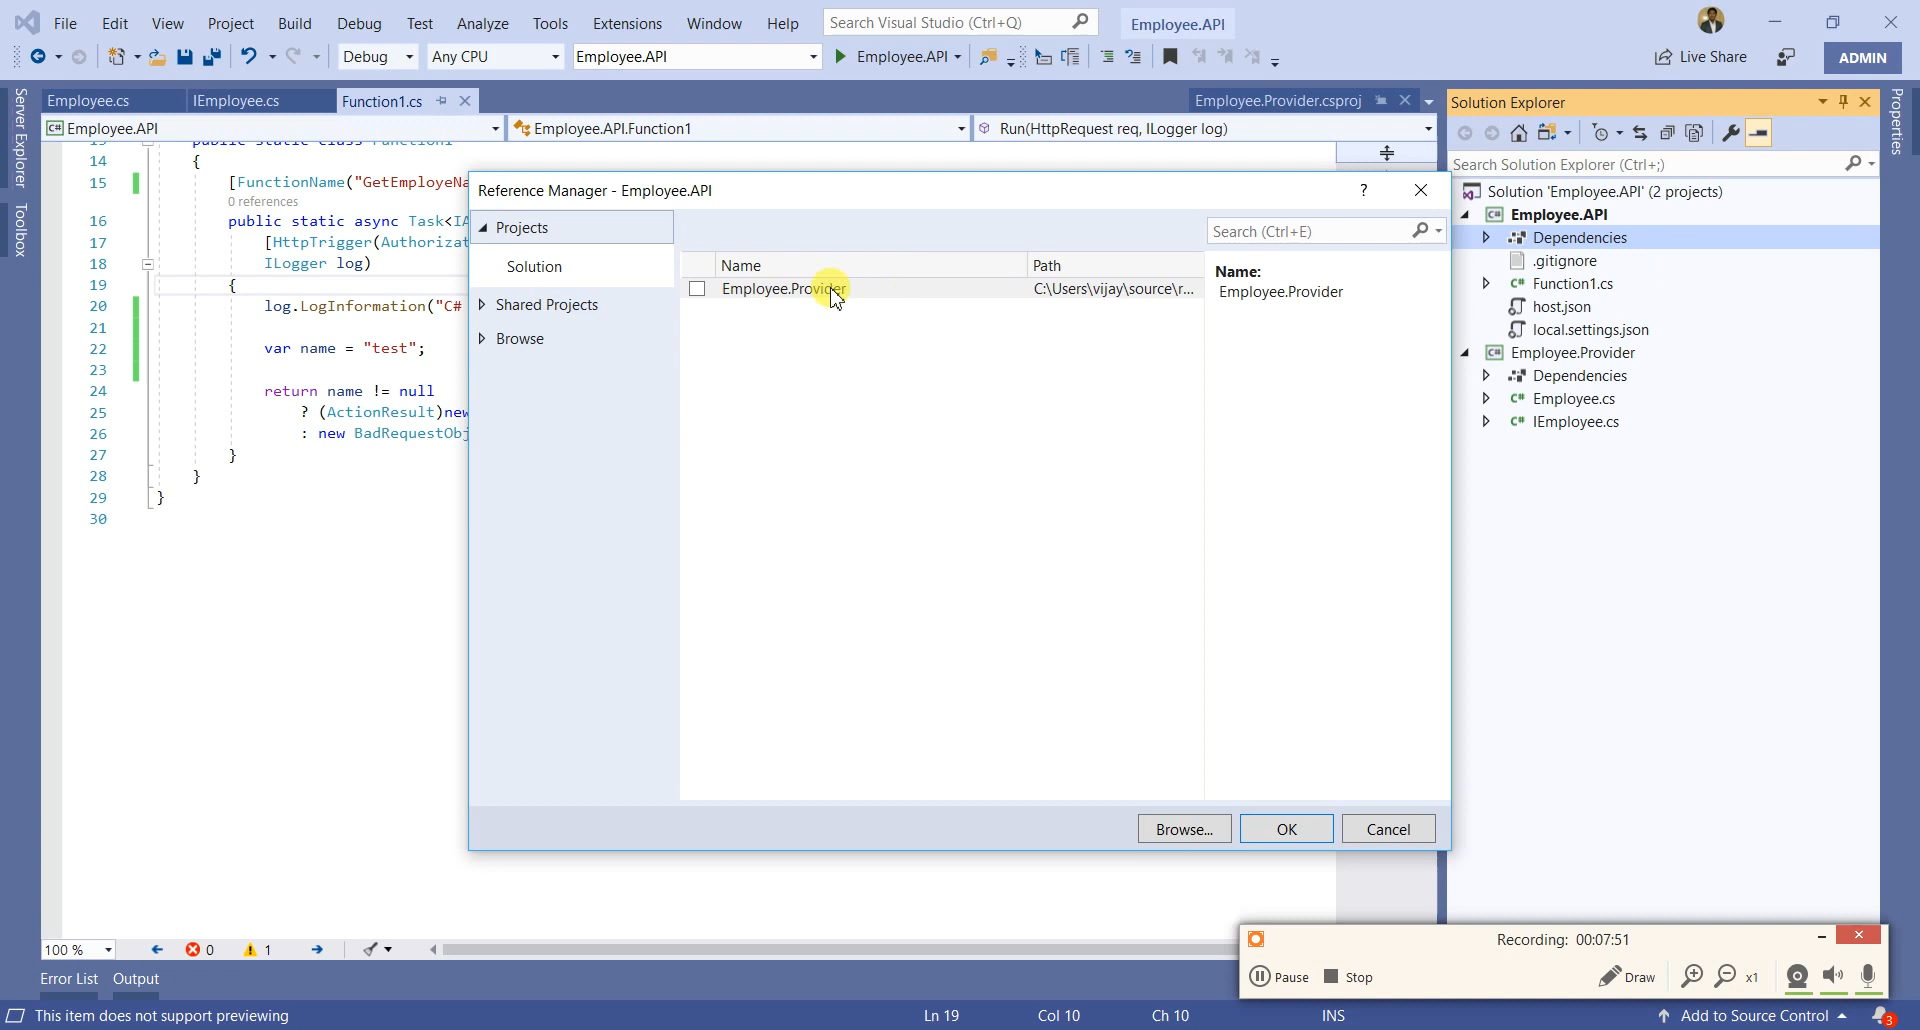 File Edit View Project Build Debug Test Analyze Tools Extensions Window Help Search Visual Studio (Ctrl+Q) Employee.API
Debug Any CPU Employee.API Employee.API Live Share ADMIN
Server Explorer
Toolbox
Employee.cs IEmployee.cs Function1.cs Employee.Provider.csproj
C# Employee.API Employee.API.Function1 Run(HttpRequest req, ILogger log)
14 {
15 [FunctionName("GetEmployeNa
0 references
16 public static async Task<IA
17 [HttpTrigger(Authorizat
18 ILogger log)
19 {
20 log.LogInformation("C#
21
22 var name = "test";
23
24 return name != null
25 ? (ActionResult)new
26 : new BadRequestObj
27 }
28 }
29 }
30
Reference Manager - Employee.API ?
Projects
Solution
Shared Projects
Browse
Search (Ctrl+E)
Name Path
Employee.Provider C:\Users\vijay\source\r...
Name:
Employee.Provider
Browse... OK Cancel
Solution Explorer
Search Solution Explorer (Ctrl+;)
Solution 'Employee.API' (2 projects)
C# Employee.API
Dependencies
.gitignore
C# Function1.cs
host.json
local.settings.json
C# Employee.Provider
Dependencies
C# Employee.cs
C# IEmployee.cs
Properties
100 % 0 1
Error List Output
Recording: 00:07:51
Pause Stop Draw x1
This item does not support previewing Ln 19 Col 10 Ch 10 INS Add to Source Control 3